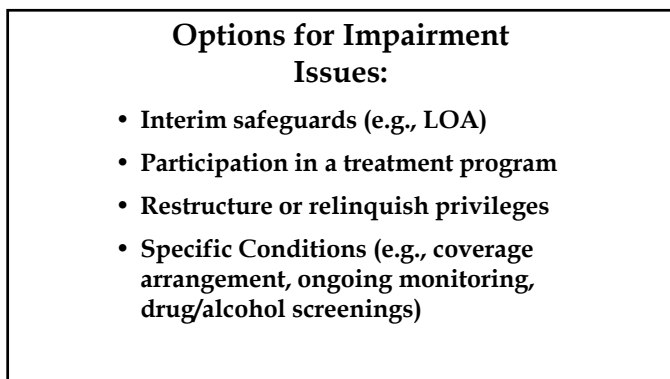 Options for Impairment
Issues:
• Interim safeguards (e.g., LOA)
• Participation in a treatment program
• Restructure or relinquish privileges
• Specific Conditions (e.g., coverage
arrangement, ongoing monitoring,
drug/alcohol screenings)